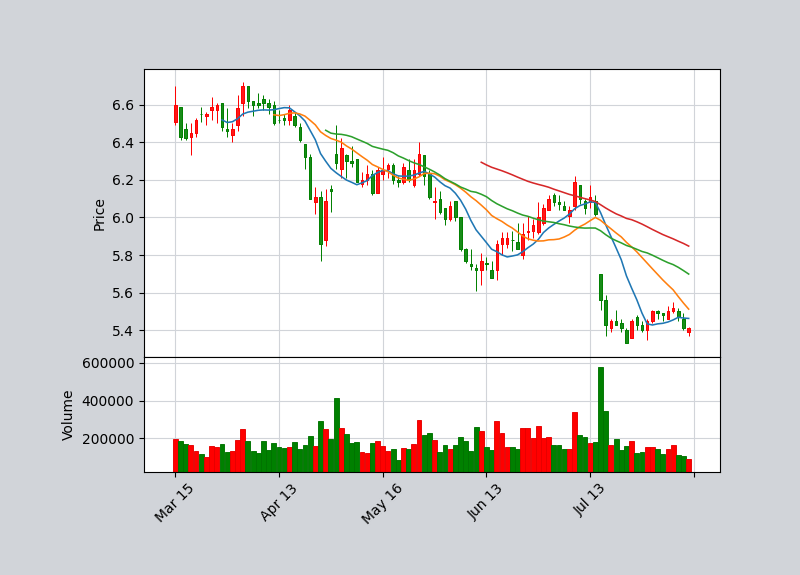 Price
6.6
6.4
6.2
6.0
5.8
5.6
5.4
Volume
600000
400000
200000
Mar 15
Apr 13
May 16
Jun 13
Jul 13